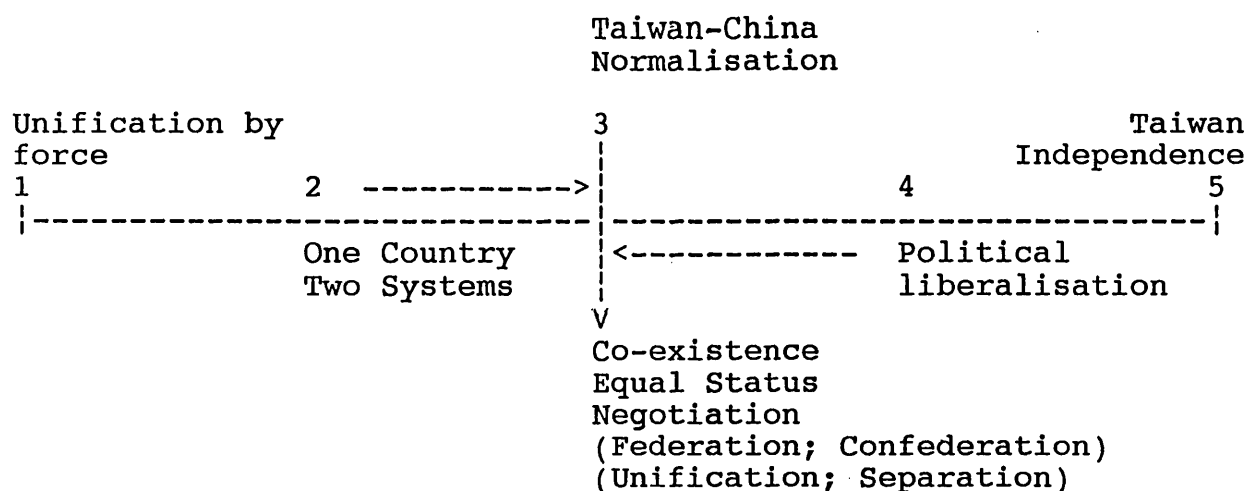 Taiwan-China
Normalisation
Unification by 3 Taiwan
force Independence
1 2 -----------> 4 5
One Country <----------- Political
Two Systems liberalisation
V
Co-existence
Equal Status
Negotiation
(Federation; Confederation)
(Unification; Separation)